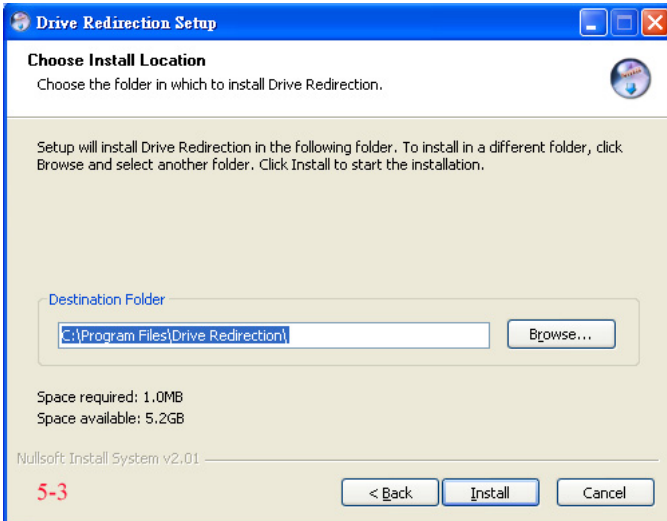 Drive Redirection Setup
Choose Install Location
Choose the folder in which to install Drive Redirection.
Setup will install Drive Redirection in the following folder. To install in a different folder, click
Browse and select another folder. Click Install to start the installation.
Destination Folder
C:\Program Files\Drive Redirection\
Browse...
Space required: 1.0MB
Space available: 5.2GB
Nullsoft Install System v2.01
5-3
< Back
Install
Cancel